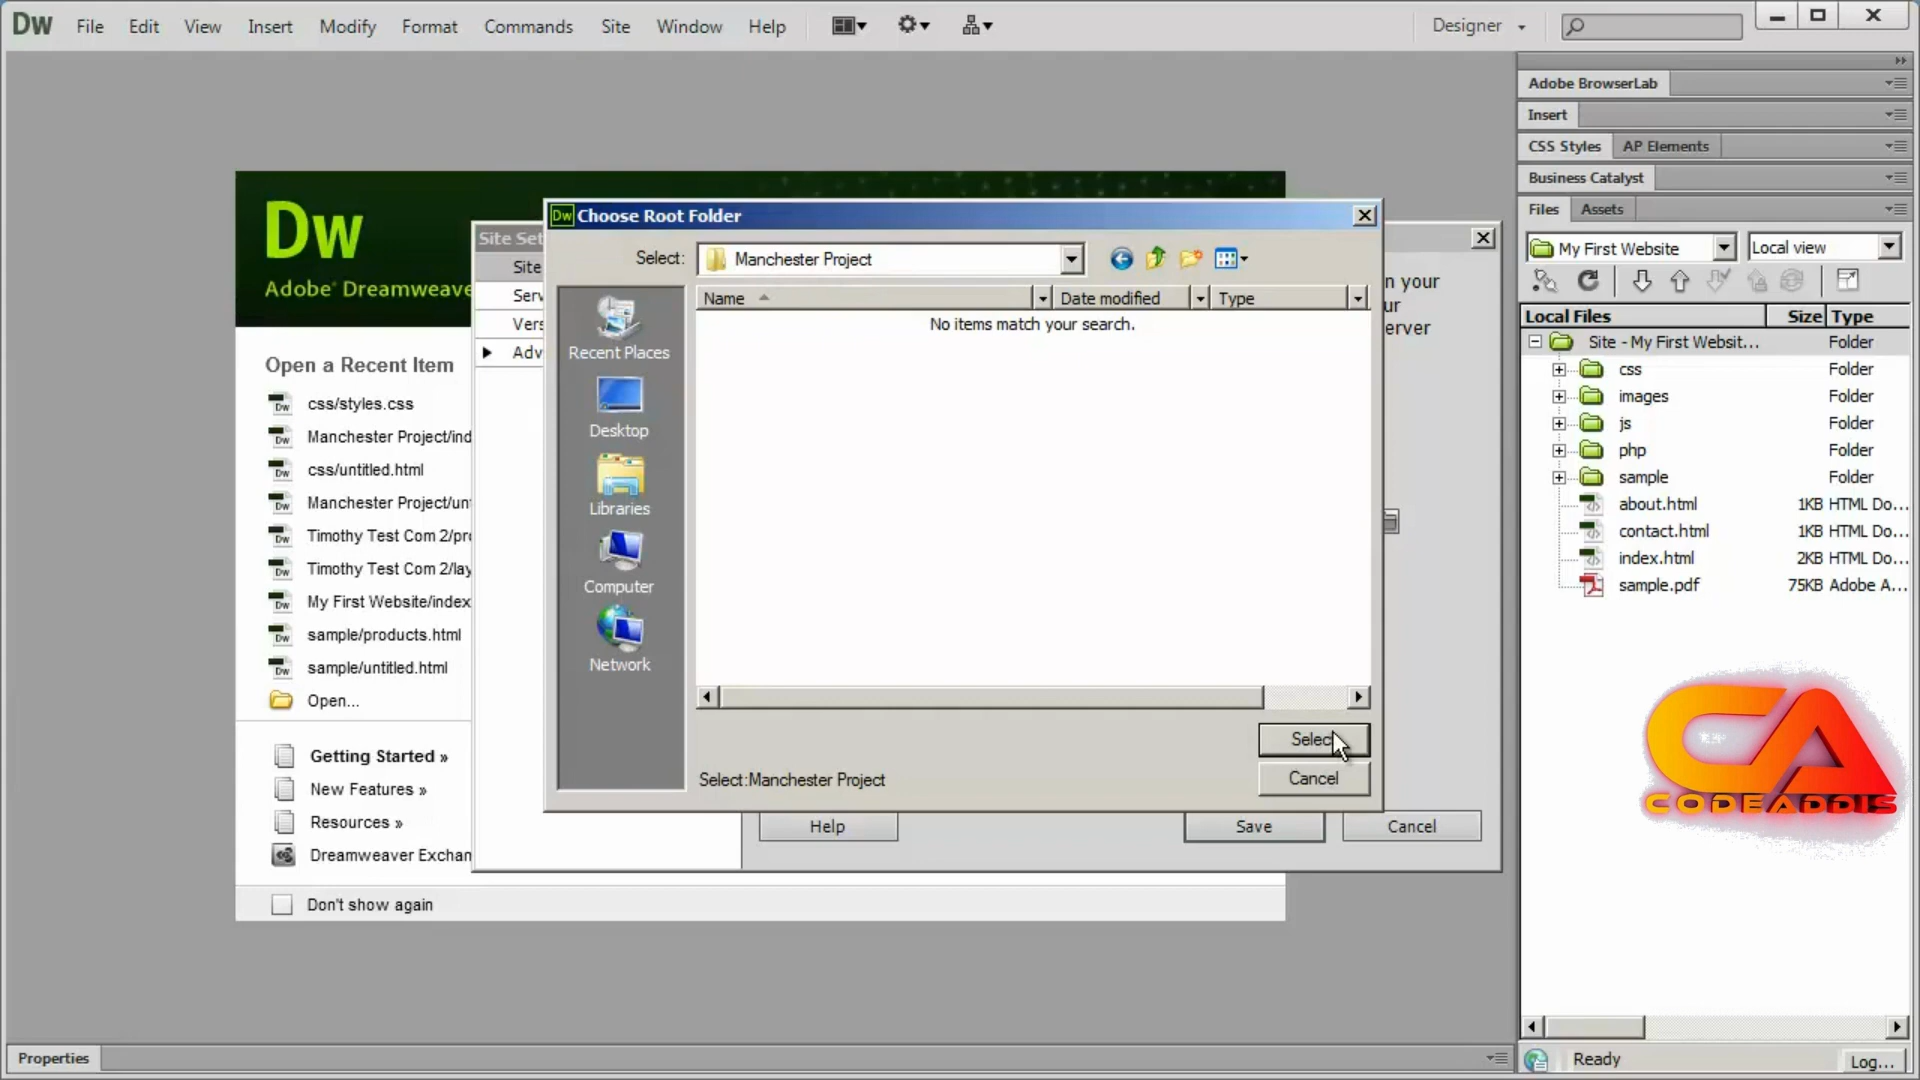 Dw File Edit View Insert Modify Format Commands Site Window Help Designer
Adobe BrowserLab
Insert
CSS Styles AP Elements
Business Catalyst
Files Assets
My First Website Local view
Local Files Size Type
Site - My First Websit... Folder
css Folder
images Folder
js Folder
php Folder
sample Folder
about.html 1KB HTML Do...
contact.html 1KB HTML Do...
index.html 2KB HTML Do...
sample.pdf 75KB Adobe A...
Dw
Adobe Dreamweave
Open a Recent Item
css/styles.css
Manchester Project/ind
css/untitled.html
Manchester Project/unt
Timothy Test Com 2/pro
Timothy Test Com 2/lay
My First Website/index
sample/products.html
sample/untitled.html
Open...
Getting Started »
New Features »
Resources »
Dreamweaver Exchan
Don't show again
Site Set
Site
Serv
Vers
Adv
n your
ur
erver
Help Save Cancel
Dw Choose Root Folder
Select: Manchester Project
Name Date modified Type
No items match your search.
Recent Places
Desktop
Libraries
Computer
Network
Select
Select:Manchester Project
Cancel
CA
CODEADDIS
Properties
Ready Log...